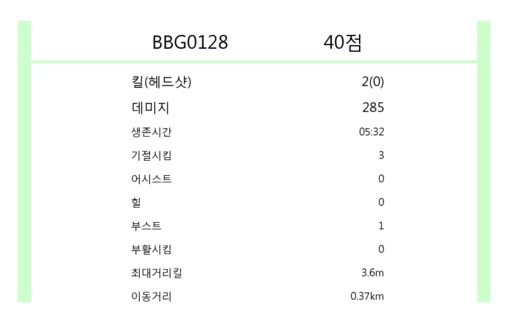 BBG0128 40점
킬(헤드샷) 2(0)
데미지 285
생존시간 05:32
기절시킴 3
어시스트 0
힐 0
부스트 1
부활시킴 0
최대거리킬 3.6m
이동거리 0.37km